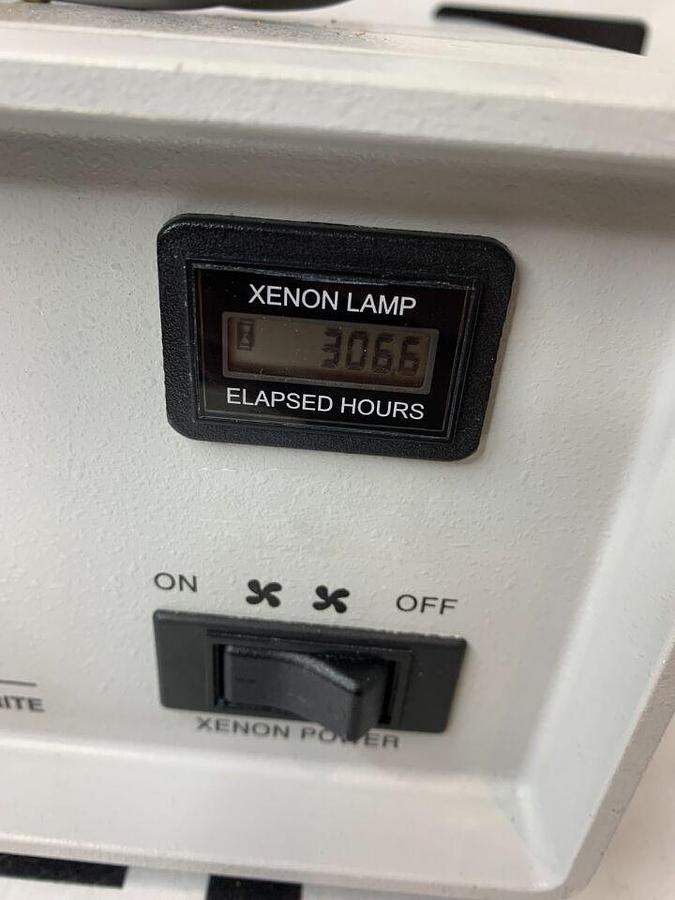 XENON LAMP
306.6
ELAPSED HOURS
ON OFF
XENON POWER